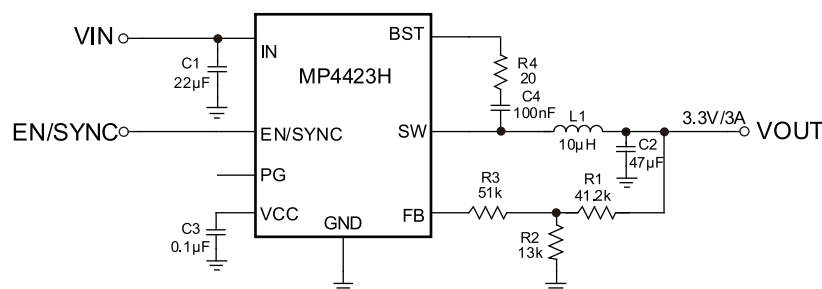 VIN
C1
22µF
IN
MP4423H
BST
R4
20
C4
100nF
EN/SYNC
EN/SYNC
SW
L1
10µH
3.3V/3A
VOUT
C2
47µF
PG
VCC
C3
0.1µF
GND
FB
R3
51k
R1
41.2k
R2
13k